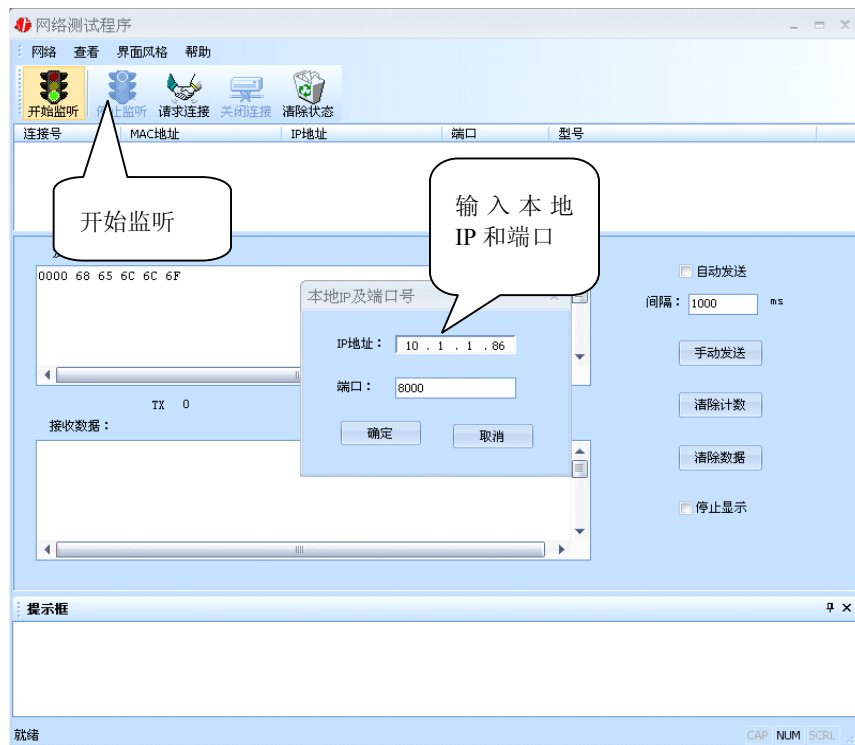 网络测试程序
网络 查看 界面风格 帮助
开始监听 停止监听 请求连接 关闭连接 清除状态
连接号 MAC地址 IP地址 端口 型号
开始监听
输入本地
IP和端口
0000 68 65 6C 6C 6F
自动发送
间隔： 1000 ms
本地IP及端口号
IP地址： 10 . 1 . 1 . 86
手动发送
端口： 8000
TX 0
清除计数
接收数据：
确定 取消
清除数据
停止显示
提示框
就绪 CAP NUM SCRL